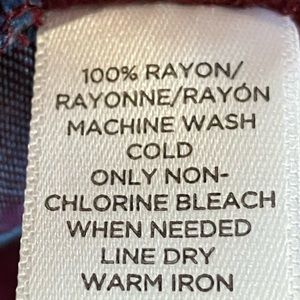 100% RAYON/
RAYONNE/RAYÓN
MACHINE WASH
COLD
ONLY NON-
CHLORINE BLEACH
WHEN NEEDED
LINE DRY
WARM IRON